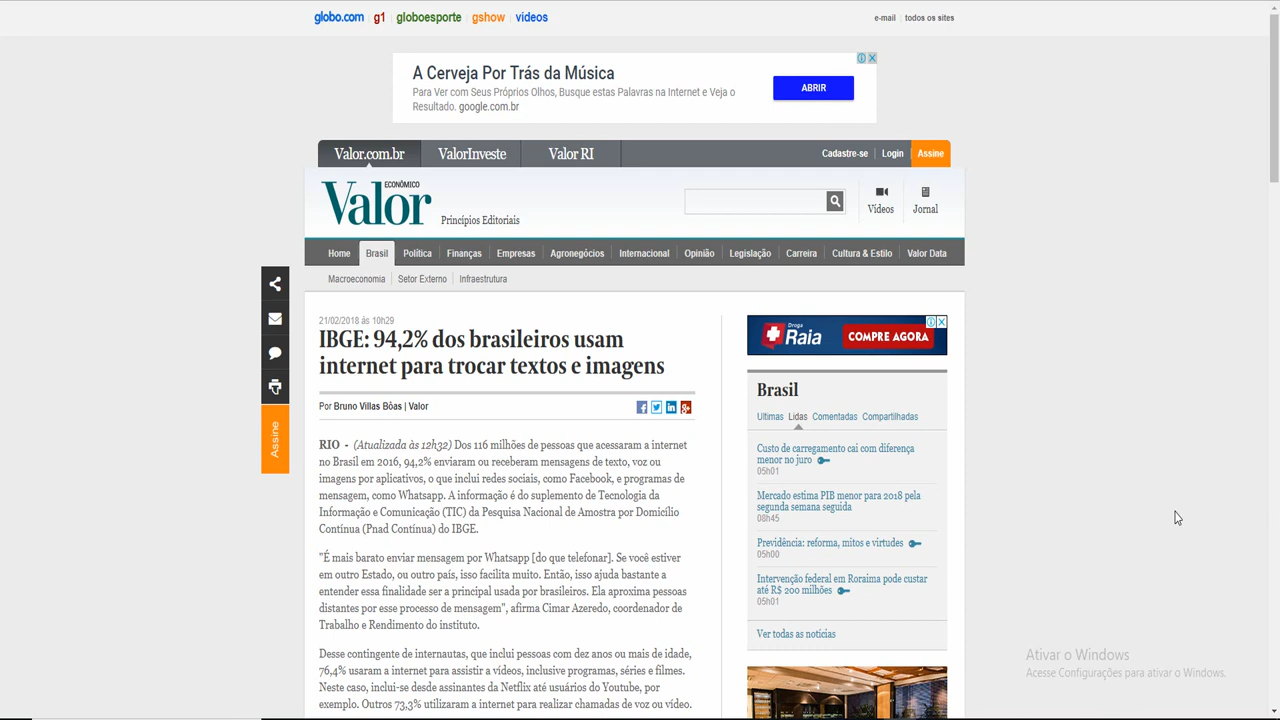 globo.com g1 globoesporte gshow vídeos
e-mail todos os sites
A Cerveja Por Trás da Música
Para Ver com Seus Próprios Olhos, Busque estas Palavras na Internet e Veja o
Resultado. google.com.br
ABRIR
Valor.com.br ValorInveste Valor RI
Cadastre-se Login Assine
Valor ECONÔMICO
Princípios Editoriais
Vídeos Jornal
Home Brasil Política Finanças Empresas Agronegócios Internacional Opinião Legislação Carreira Cultura & Estilo Valor Data
Macroeconomia Setor Externo Infraestrutura
Assine
21/02/2018 às 10h29
IBGE: 94,2% dos brasileiros usam
internet para trocar textos e imagens
Por Bruno Villas Bôas | Valor
RIO - (Atualizada às 12h32) Dos 116 milhões de pessoas que acessaram a internet
no Brasil em 2016, 94,2% enviaram ou receberam mensagens de texto, voz ou
imagens por aplicativos, o que inclui redes sociais, como Facebook, e programas de
mensagem, como Whatsapp. A informação é do suplemento de Tecnologia da
Informação e Comunicação (TIC) da Pesquisa Nacional de Amostra por Domicílio
Contínua (Pnad Contínua) do IBGE.
"É mais barato enviar mensagem por Whatsapp [do que telefonar]. Se você estiver
em outro Estado, ou outro país, isso facilita muito. Então, isso ajuda bastante a
entender essa finalidade ser a principal usada por brasileiros. Ela aproxima pessoas
distantes por esse processo de mensagem", afirma Cimar Azeredo, coordenador de
Trabalho e Rendimento do instituto.
Desse contingente de internautas, que inclui pessoas com dez anos ou mais de idade,
76,4% usaram a internet para assistir a vídeos, inclusive programas, séries e filmes.
Neste caso, inclui-se desde assinantes da Netflix até usuários do Youtube, por
exemplo. Outros 73,3% utilizaram a internet para realizar chamadas de voz ou vídeo.
Droga
Raia
COMPRE AGORA
Brasil
Ultimas Lidas Comentadas Compartilhadas
Custo de carregamento cai com diferença
menor no juro
05h01
Mercado estima PIB menor para 2018 pela
segunda semana seguida
08h45
Previdência: reforma, mitos e virtudes
05h00
Intervenção federal em Roraima pode custar
até R$ 200 milhões
05h01
Ver todas as notícias
Ativar o Windows
Acesse Configurações para ativar o Windows.